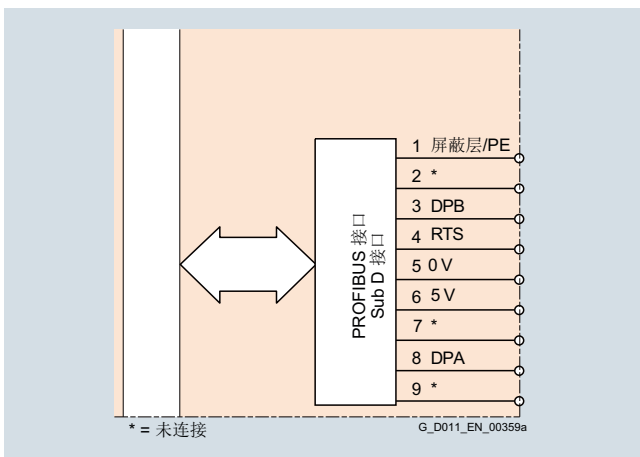 1 屏蔽层/PE
2 *
3 DPB
4 RTS
5 0 V
6 5 V
7 *
8 DPA
9 *
PROFIBUS 接口
Sub D 接口
* = 未连接
G_D011_EN_00359a